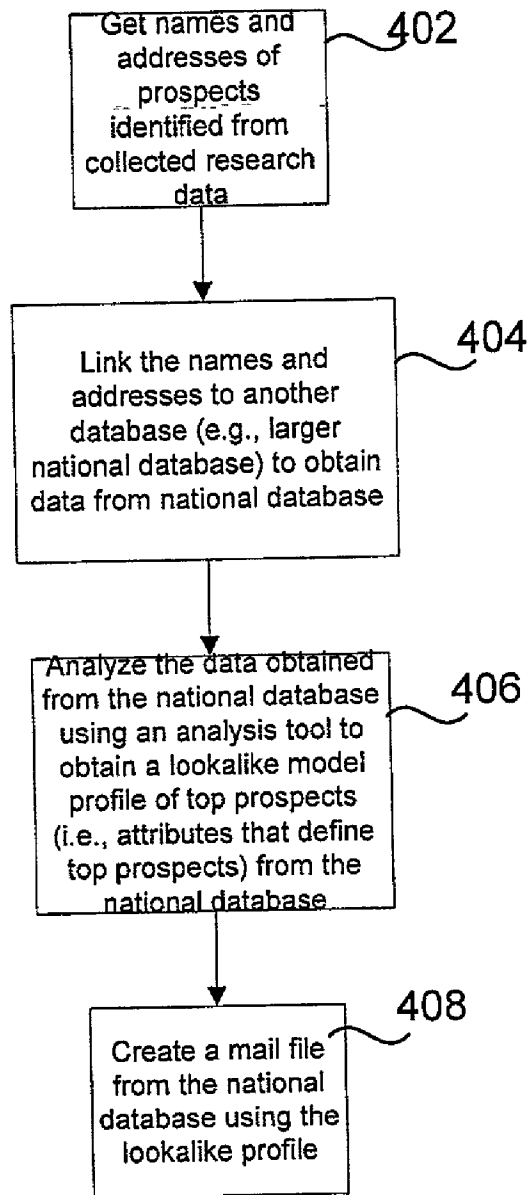 Get names and
addresses of
prospects
identified from
collected research
data
402
Link the names and
addresses to another
database (e.g., larger
national database) to obtain
data from national database
404
Analyze the data obtained
from the national database
using an analysis tool to
obtain a lookalike model
profile of top prospects
(i.e., attributes that define
top prospects) from the
national database
406
Create a mail file
from the national
database using the
lookalike profile
408